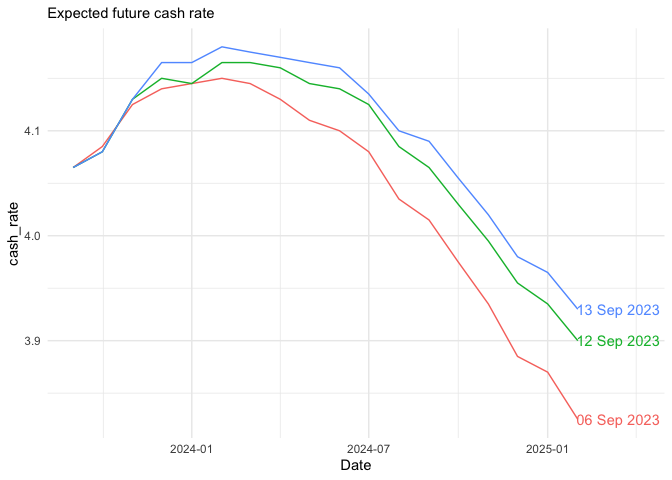 Expected future cash rate
cash_rate
4.1
4.0
3.9
13 Sep 2023
12 Sep 2023
06 Sep 2023
2024-01
2024-07
2025-01
Date